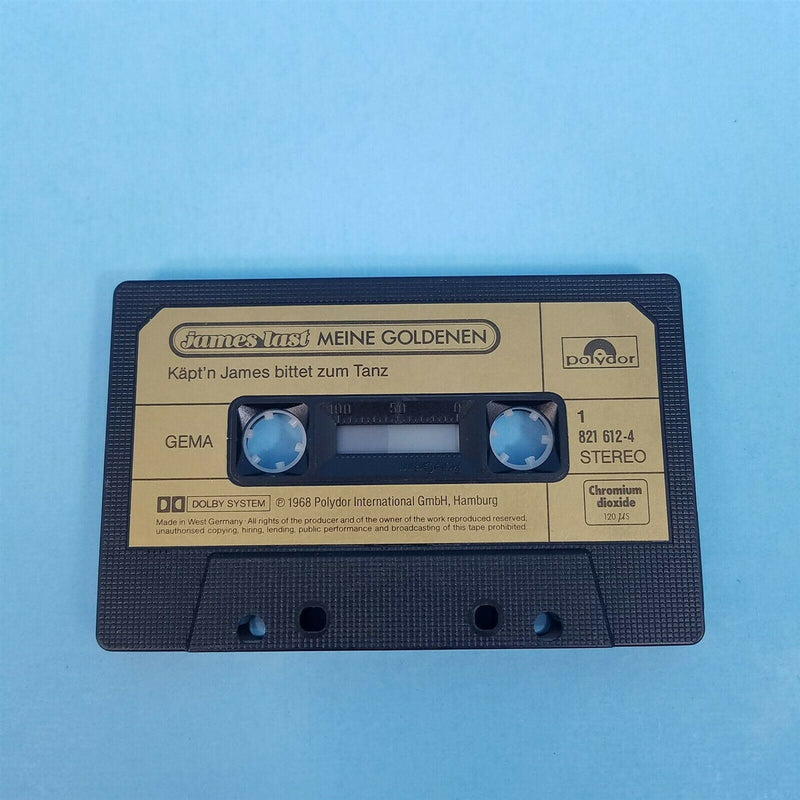 james last MEINE GOLDENEN
Käpt'n James bittet zum Tanz
polydor
GEMA
100 50 0
1
821 612-4
STEREO
DOLBY SYSTEM ℗ 1968 Polydor International GmbH, Hamburg
Made in West Germany · All rights of the producer and of the owner of the work reproduced reserved,
unauthorised copying, hiring, lending, public performance and broadcasting of this tape prohibited.
Chromium
dioxide
120 µs